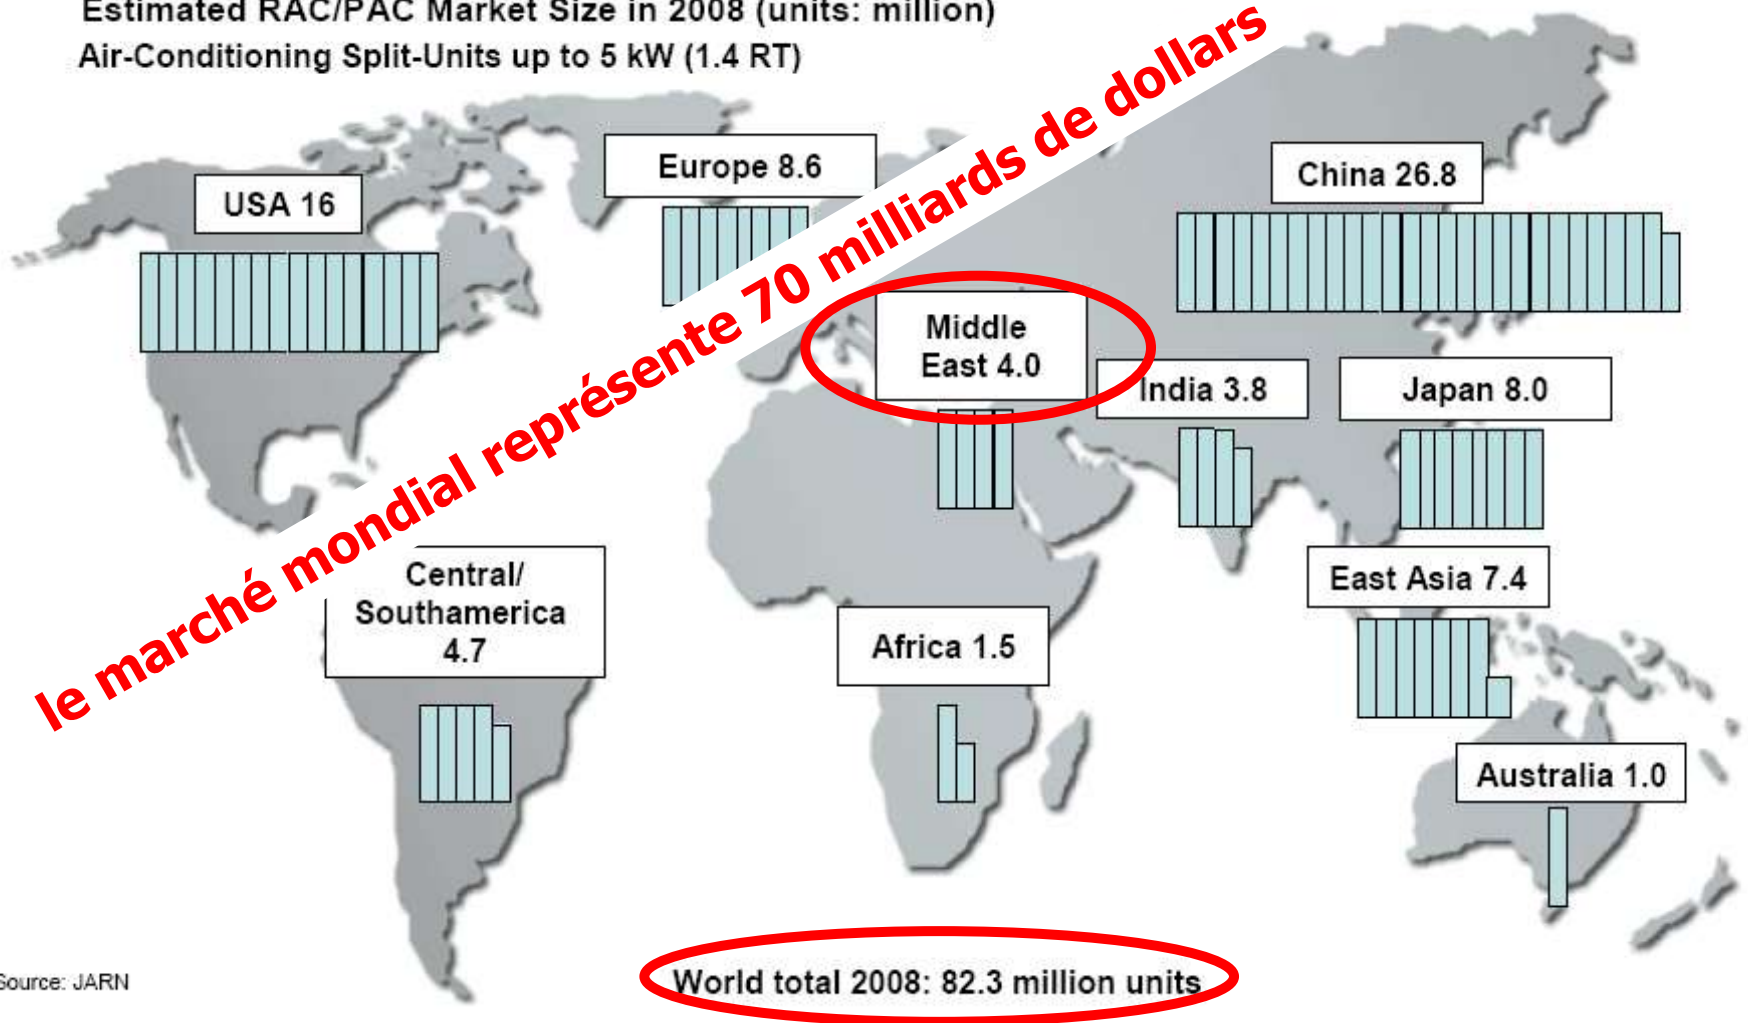 Estimated RAC/PAC Market Size in 2008 (units: million)
Air-Conditioning Split-Units up to 5 kW (1.4 RT)
le marché mondial représente 70 milliards de dollars
USA 16
Europe 8.6
China 26.8
Middle
East 4.0
India 3.8
Japan 8.0
Central/
Southamerica
4.7
Africa 1.5
East Asia 7.4
Australia 1.0
Source: JARN
World total 2008: 82.3 million units